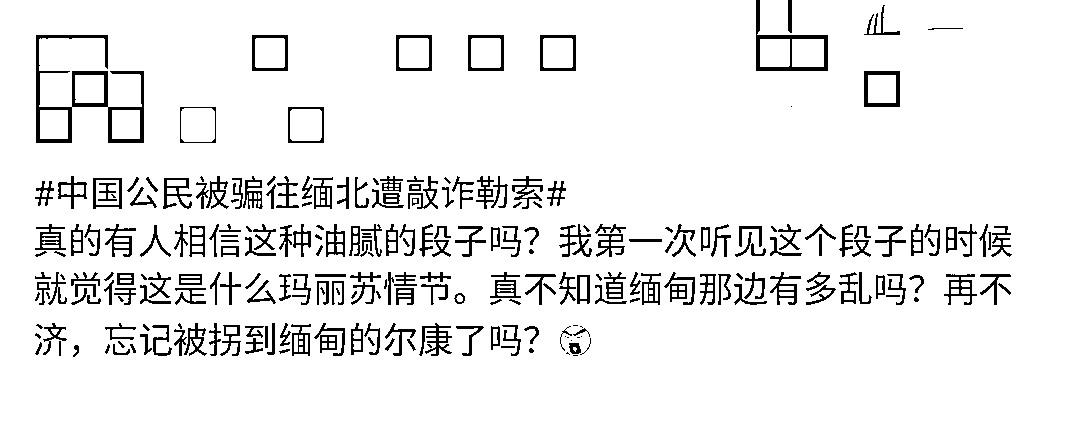 #中国公民被骗往缅北遭敲诈勒索#
真的有人相信这种油腻的段子吗？我第一次听见这个段子的时候
就觉得这是什么玛丽苏情节。真不知道缅甸那边有多乱吗？再不
济，忘记被拐到缅甸的尔康了吗？